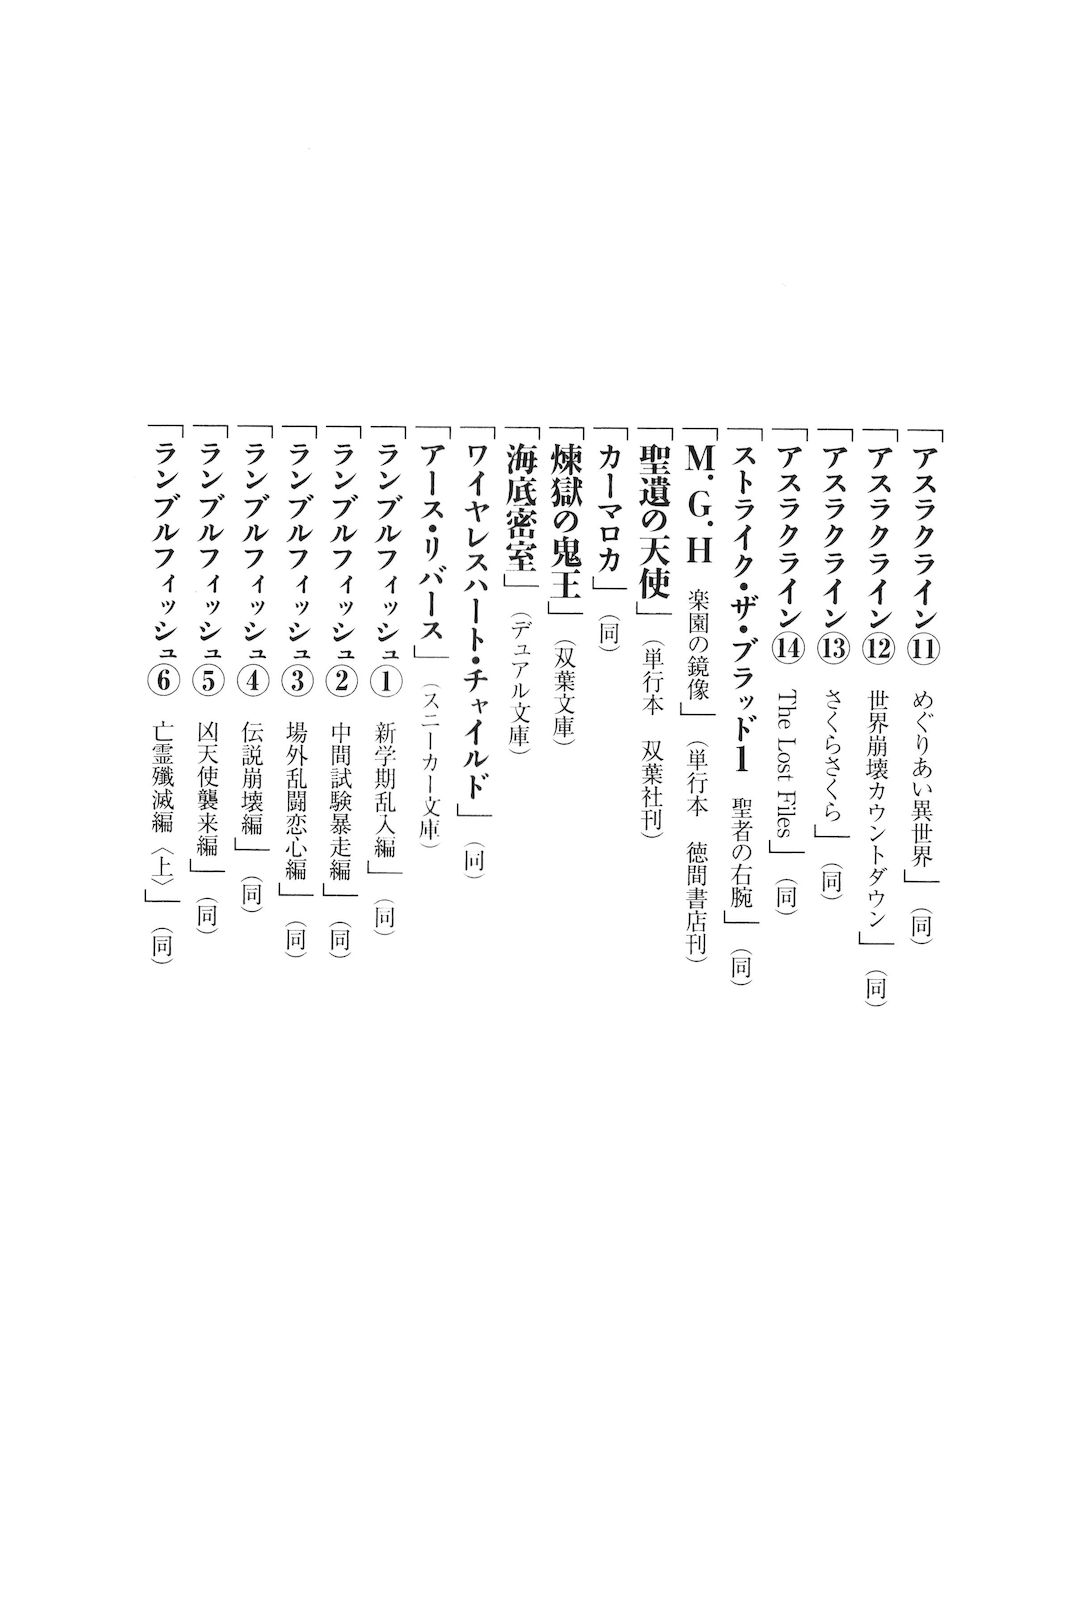 「アスラクライン⑪　めぐりあい異世界」（同）
「アスラクライン⑫　世界崩壊カウントダウン」（同）
「アスラクライン⑬　さくらさくら」（同）
「アスラクライン⑭　The Lost Files」（同）
「ストライク・ザ・ブラッド1　聖者の右腕」（同）
「M.G.H　楽園の鏡像」（単行本　徳間書店刊）
「聖遺の天使」（単行本　双葉社刊）
「カーマロカ」（同）
「煉獄の鬼王」（双葉文庫）
「海底密室」（デュアル文庫）
「ワイヤレスハート・チャイルド」（同）
「アース・リバース」（スニーカー文庫）
「ランブルフィッシュ①　新学期乱入編」（同）
「ランブルフィッシュ②　中間試験暴走編」（同）
「ランブルフィッシュ③　場外乱闘恋心編」（同）
「ランブルフィッシュ④　伝説崩壊編」（同）
「ランブルフィッシュ⑤　凶天使襲来編」（同）
「ランブルフィッシュ⑥　亡霊殲滅編〈上〉」（同）